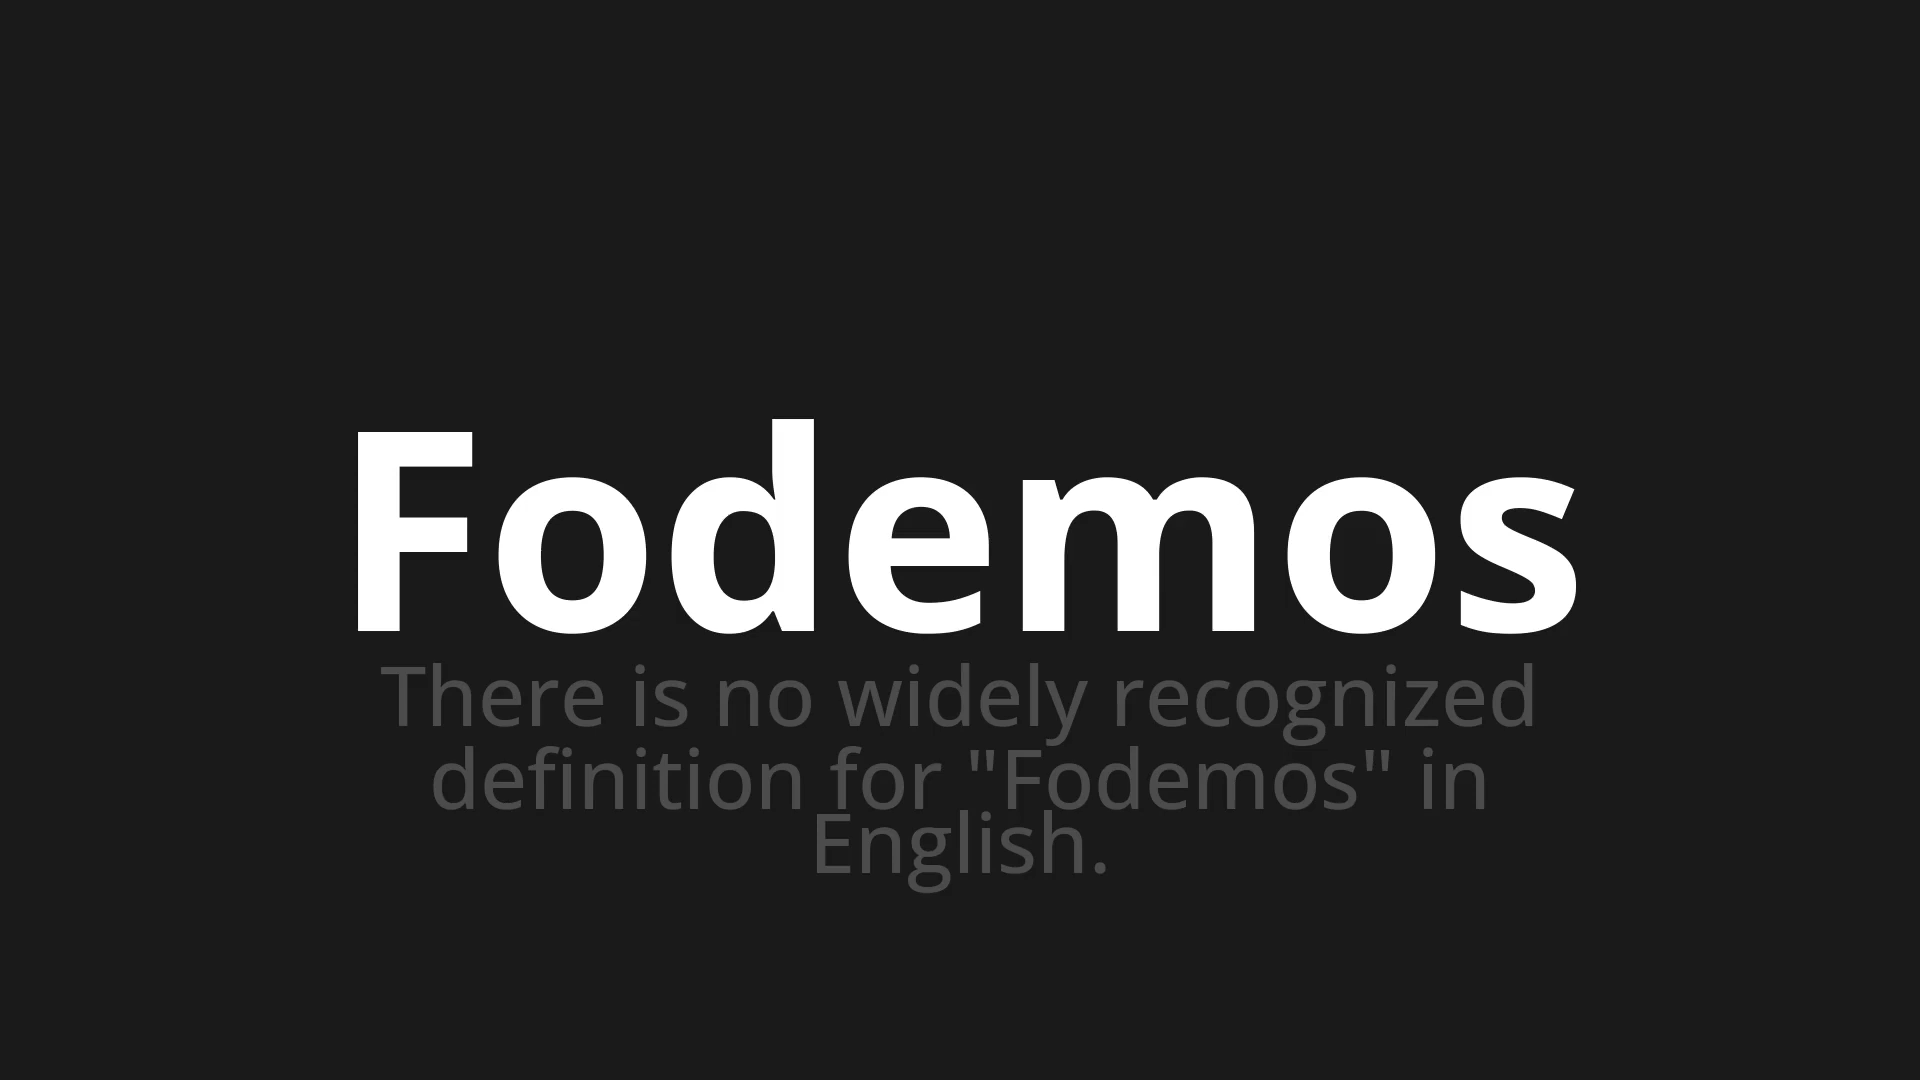 Fodemos
There is no widely recognized
definition for "Fodemos" in
English.